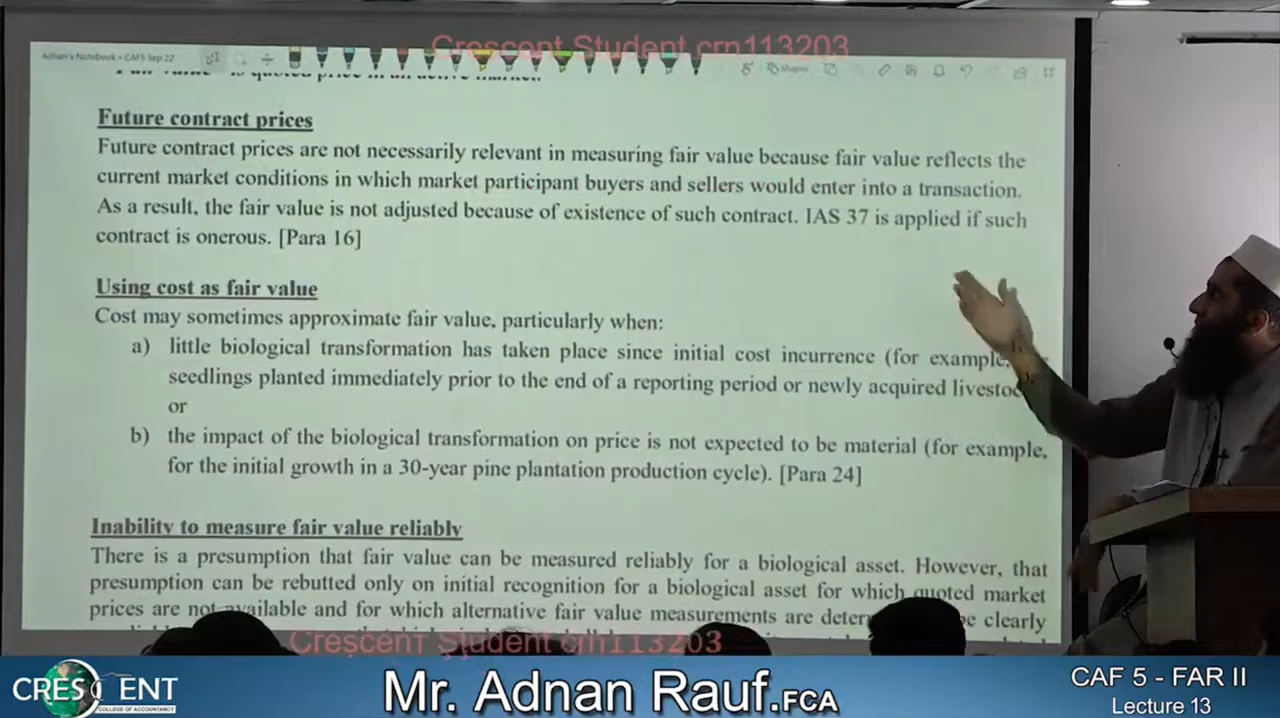 Crescent Student crn113203
Adnan's Notebook » CAF5 Sep 22
Shapes
Future contract prices
Future contract prices are not necessarily relevant in measuring fair value because fair value reflects the
current market conditions in which market participant buyers and sellers would enter into a transaction.
As a result, the fair value is not adjusted because of existence of such contract. IAS 37 is applied if such
contract is onerous. [Para 16]
Using cost as fair value
Cost may sometimes approximate fair value, particularly when:
a) little biological transformation has taken place since initial cost incurrence (for example,
seedlings planted immediately prior to the end of a reporting period or newly acquired
or
b) the impact of the biological transformation on price is not expected to be material (for example,
for the initial growth in a 30-year pine plantation production cycle). [Para 24]
Inability to measure fair value reliably
There is a presumption that fair value can be measured reliably for a biological asset. However, that
presumption can be rebutted only on initial recognition for a biological asset for which quoted market
prices are not available and for which alternative fair value measurements are clearly
Crescent Student crn113203
CRESCENT
COLLEGE OF ACCOUNTANCY
Mr. Adnan Rauf.FCA
CAF 5 - FAR II
Lecture 13